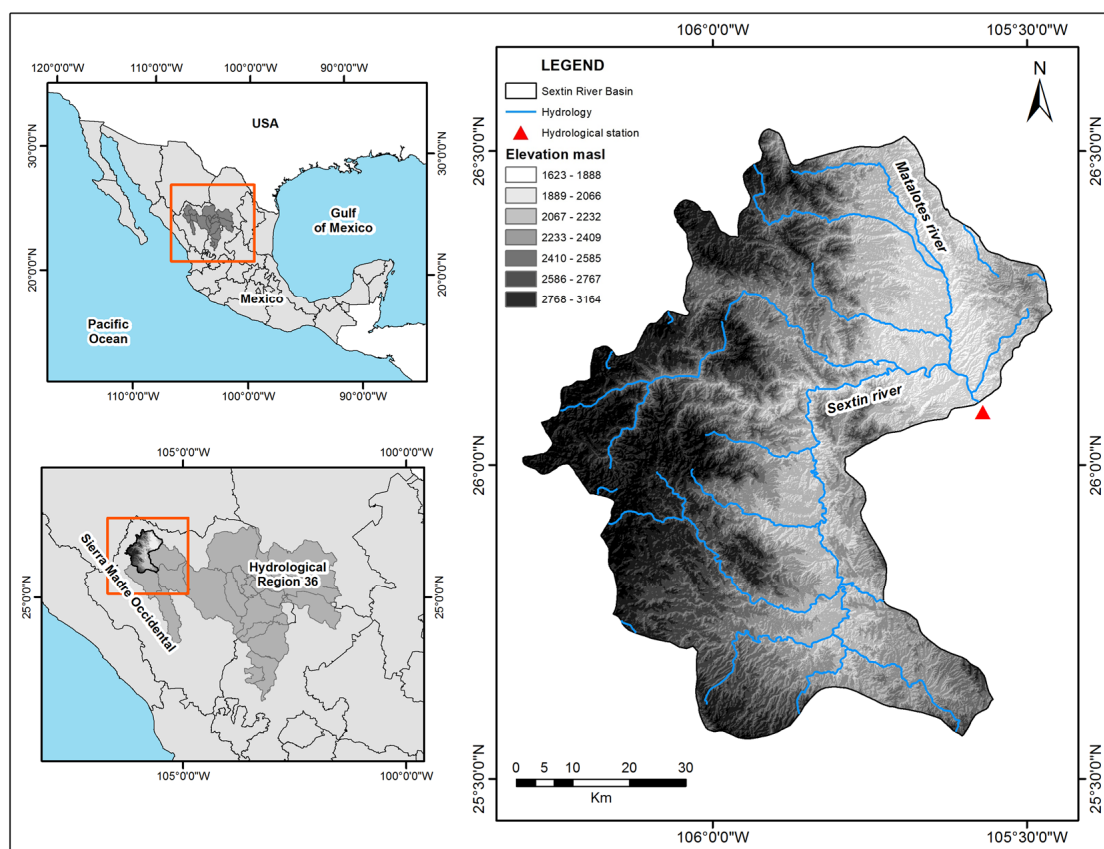 120°0'0"W
110°0'0"W
100°0'0"W
90°0'0"W
30°0'0"N
20°0'0"N
30°0'0"N
20°0'0"N
USA
Gulf
of Mexico
Mexico
Pacific
Ocean
110°0'0"W
100°0'0"W
90°0'0"W
105°0'0"W
100°0'0"W
25°0'0"N
25°0'0"N
Sierra Madre Occidental
Hydrological
Region 36
105°0'0"W
100°0'0"W
106°0'0"W
105°30'0"W
LEGEND
Sextin River Basin
Hydrology
Hydrological station
Elevation masl
1623 - 1888
1889 - 2066
2067 - 2232
2233 - 2409
2410 - 2585
2586 - 2767
2768 - 3164
N
26°30'0"N
26°0'0"N
25°30'0"N
26°30'0"N
26°0'0"N
25°30'0"N
Matalotes river
Sextin river
0 5 10 20 30
Km
106°0'0"W
105°30'0"W